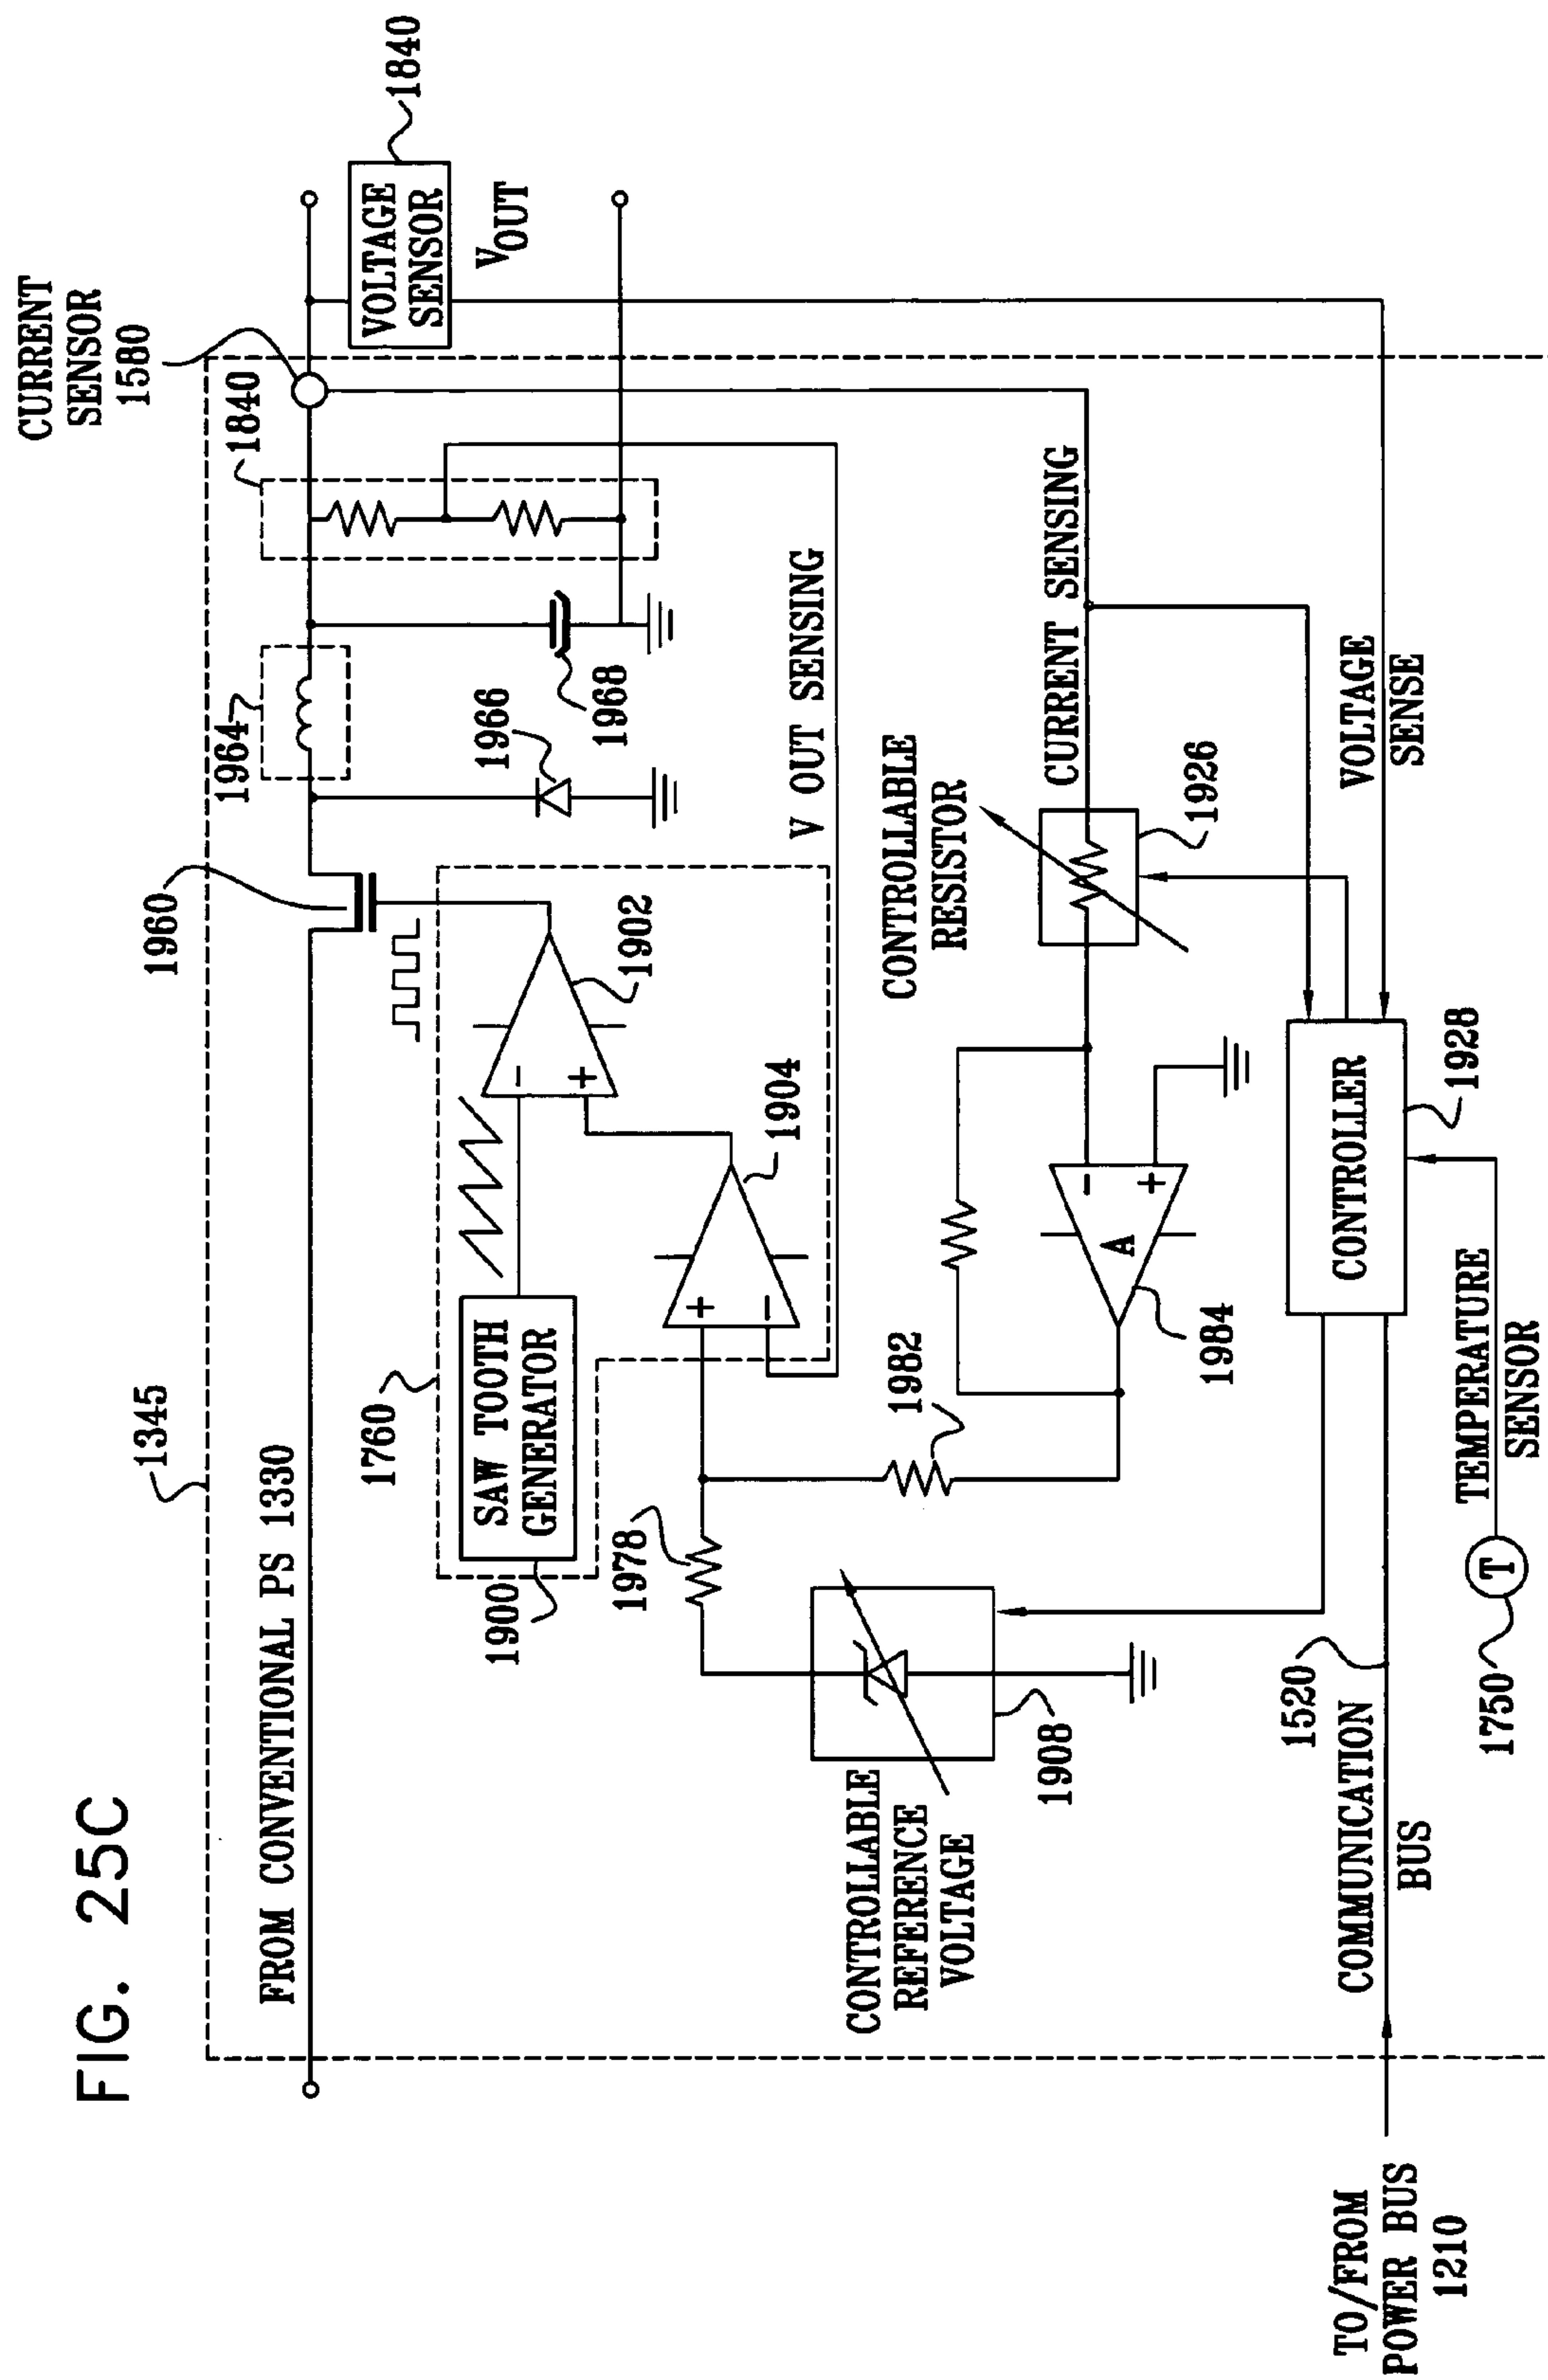 FIG. 25C
1345
FROM CONVENTIONAL PS 1330
1960
1964
1840
CURRENT
SENSOR
1580
VOLTAGE
SENSOR
1840
VOUT
1966
1968
1760
SAW TOOTH
GENERATOR
1900
-
+
1902
+
-
1904
V OUT SENSING
1978
1982
CONTROLLABLE
REFERENCE
VOLTAGE
1908
A
-
+
1984
CONTROLLABLE
RESISTOR
1926
CURRENT SENSING
VOLTAGE
SENSE
CONTROLLER
1928
1520
COMMUNICATION
BUS
TO/FROM
POWER BUS
1210
TEMPERATURE
SENSOR
T
1750